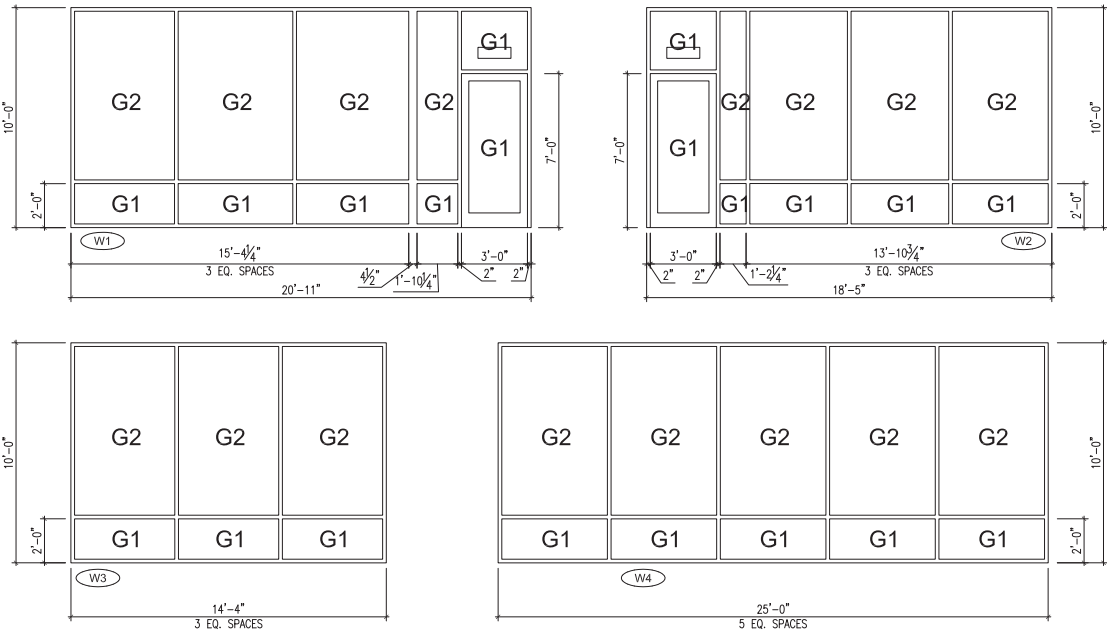 G2 G2 G2 G2 G1
10'-0"
G1
7'-0"
2'-0"
G1 G1 G1 G1
W1
15'-4¼"
3 EQ. SPACES
4½"
1'-10¼"
3'-0"
2" 2"
20'-11"
G1 G2 G2 G2 G2
10'-0"
G1
7'-0"
2'-0"
G1 G1 G1 G1
W2
3'-0"
2" 2"
1'-2¼"
13'-10¾"
3 EQ. SPACES
18'-5"
G2 G2 G2
10'-0"
2'-0"
G1 G1 G1
W3
14'-4"
3 EQ. SPACES
G2 G2 G2 G2 G2
10'-0"
2'-0"
G1 G1 G1 G1 G1
W4
25'-0"
5 EQ. SPACES